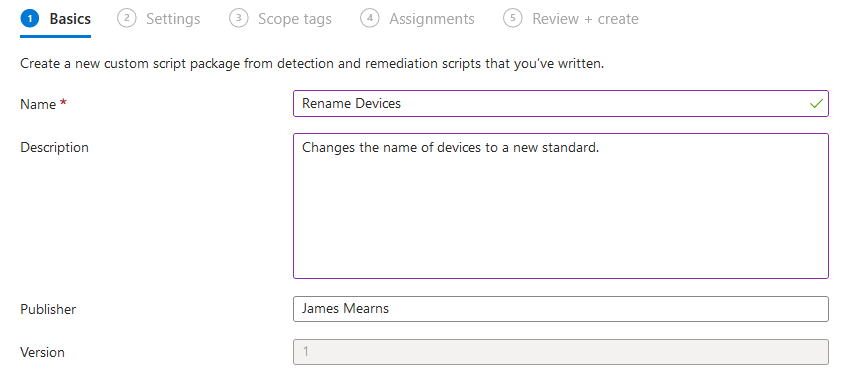 1 Basics 2 Settings 3 Scope tags 4 Assignments 5 Review + create
Create a new custom script package from detection and remediation scripts that you've written.
Name * Rename Devices
Description Changes the name of devices to a new standard.
Publisher James Mearns
Version 1